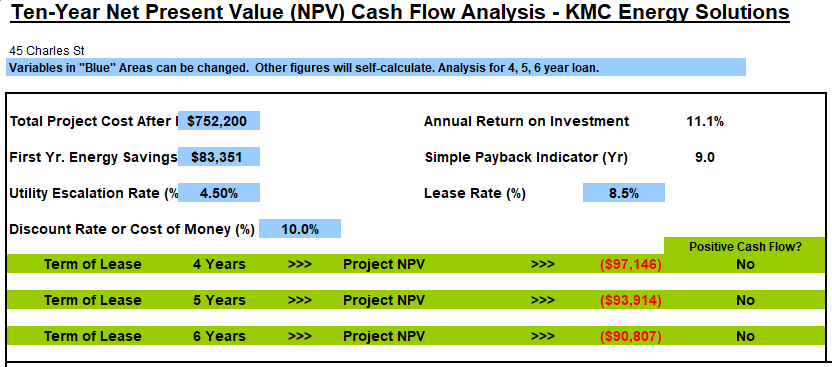 Ten-Year Net Present Value (NPV) Cash Flow Analysis - KMC Energy Solutions
45 Charles St
Variables in "Blue" Areas can be changed. Other figures will self-calculate. Analysis for 4, 5, 6 year loan.
Total Project Cost After $752,200 Annual Return on Investment 11.1%
First Yr. Energy Savings $83,351 Simple Payback Indicator (Yr) 9.0
Utility Escalation Rate (% 4.50% Lease Rate (%) 8.5%
Discount Rate or Cost of Money (%) 10.0%
Positive Cash Flow?
Term of Lease 4 Years >>> Project NPV >>> ($97,146) No
Term of Lease 5 Years >>> Project NPV >>> ($93,914) No
Term of Lease 6 Years >>> Project NPV >>> ($90,807) No